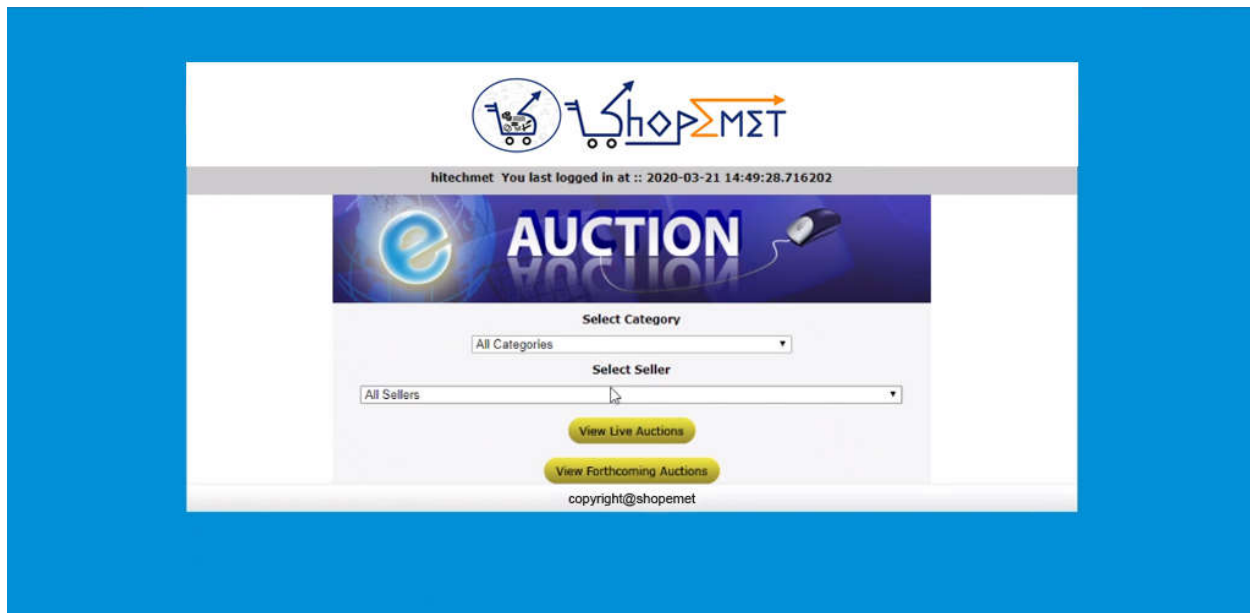 ShopΣMΣT
hitechmet You last logged in at :: 2020-03-21 14:49:28.716202
e AUCTION
Select Category
All Categories
Select Seller
All Sellers
View Live Auctions
View Forthcoming Auctions
copyright@shopemet